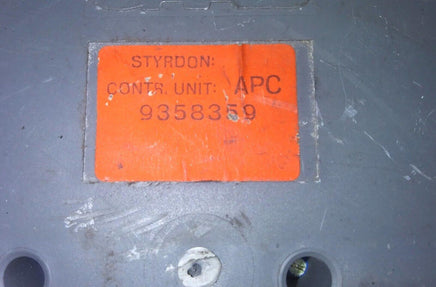 STYRDON:
CONTR. UNIT: APC
9358359